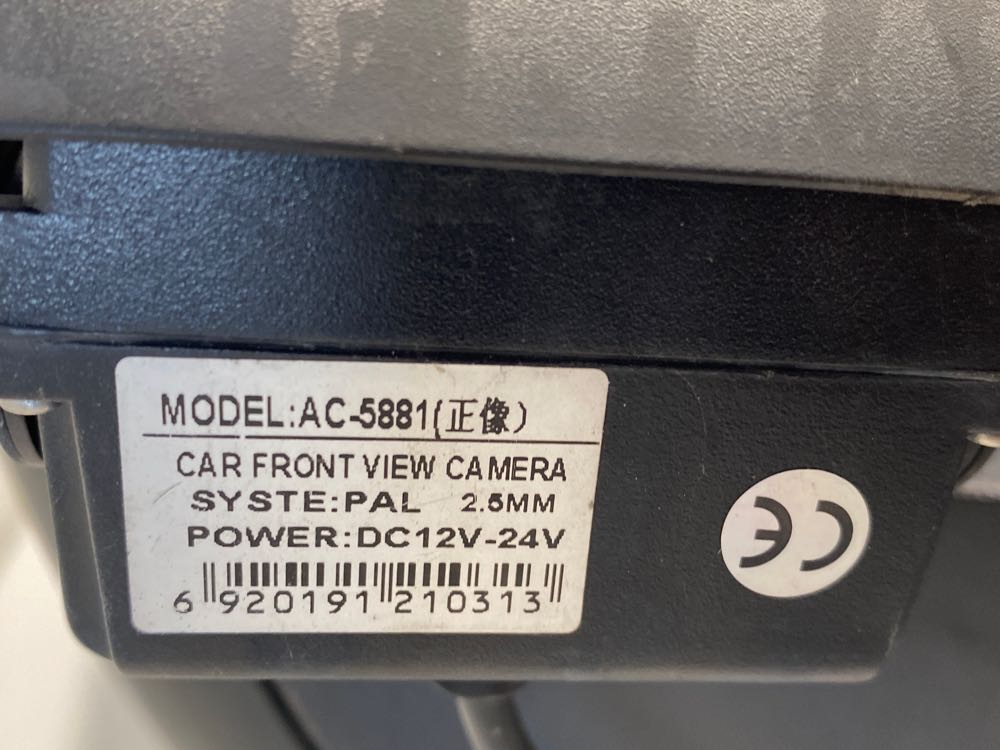 MODEL:AC-5881(正像)
CAR FRONT VIEW CAMERA
SYSTE:PAL 2.5MM
POWER:DC12V-24V
6 920191 210313
CE